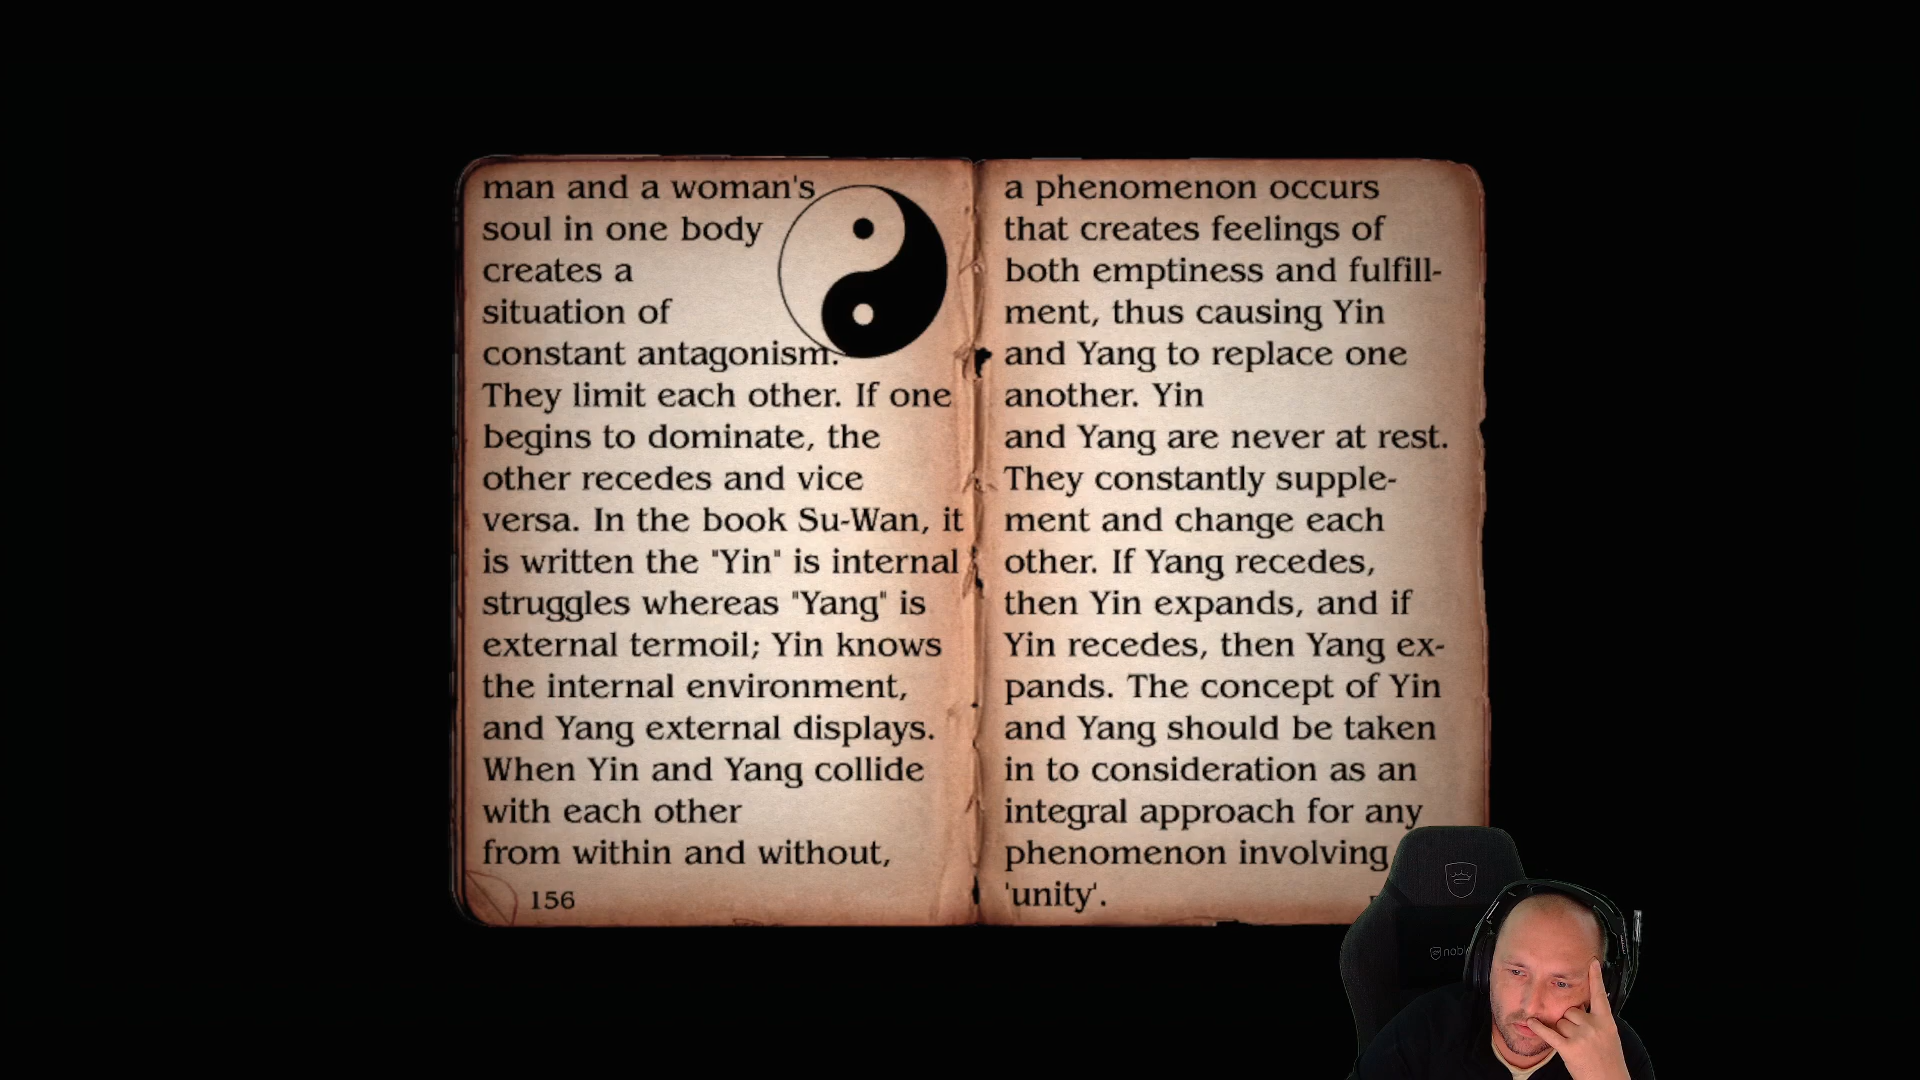 man and a woman's
soul in one body
creates a
situation of
constant antagonism.
They limit each other. If one
begins to dominate, the
other recedes and vice
versa. In the book Su-Wan, it
is written the "Yin" is internal
struggles whereas "Yang" is
external termoil; Yin knows
the internal environment,
and Yang external displays.
When Yin and Yang collide
with each other
from within and without,
156
a phenomenon occurs
that creates feelings of
both emptiness and fulfill-
ment, thus causing Yin
and Yang to replace one
another. Yin
and Yang are never at rest.
They constantly supple-
ment and change each
other. If Yang recedes,
then Yin expands, and if
Yin recedes, then Yang ex-
pands. The concept of Yin
and Yang should be taken
in to consideration as an
integral approach for any
phenomenon involving
'unity'.